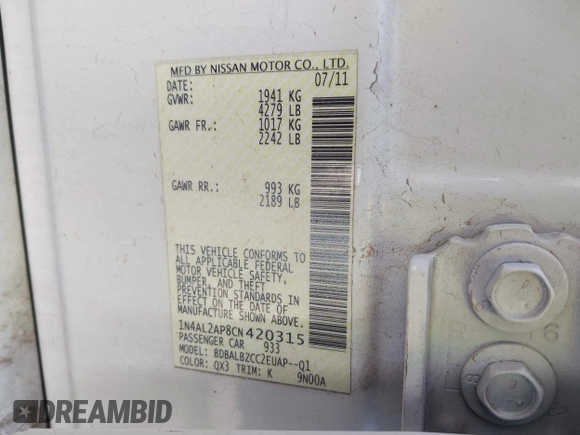 MFD BY NISSAN MOTOR CO., LTD.
DATE: 07/11
GVWR: 1941 KG
4279 LB
GAWR FR.: 1017 KG
2242 LB
GAWR RR.: 993 KG
2189 LB
THIS VEHICLE CONFORMS TO
ALL APPLICABLE FEDERAL
MOTOR VEHICLE SAFETY,
BUMPER, AND THEFT
PREVENTION STANDARDS IN
EFFECT ON THE DATE OF
MANUFACTURE SHOWN ABOVE.
1N4AL2AP8CN420315
PASSENGER CAR 933
MODEL: BDBALBZCC2EUAP--Q1
COLOR: QX3 TRIM: K 9N00A
6
DREAMBID